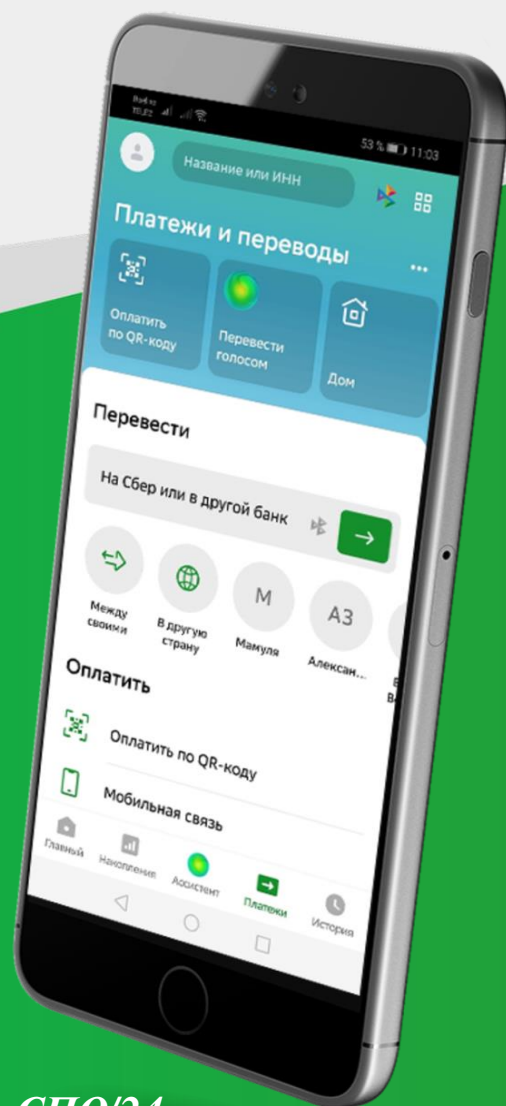 TELE2
53 % 11:03
Название или ИНН
Платежи и переводы
Оплатить
по QR-коду
Перевести
голосом
Дом
Перевести
На Сбер или в другой банк
М
АЗ
Между
своими
В другую
страну
Мамуля
Алексан...
Оплатить
Оплатить по QR-коду
Мобильная связь
Главный
Накопления
Ассистент
Платежи
История